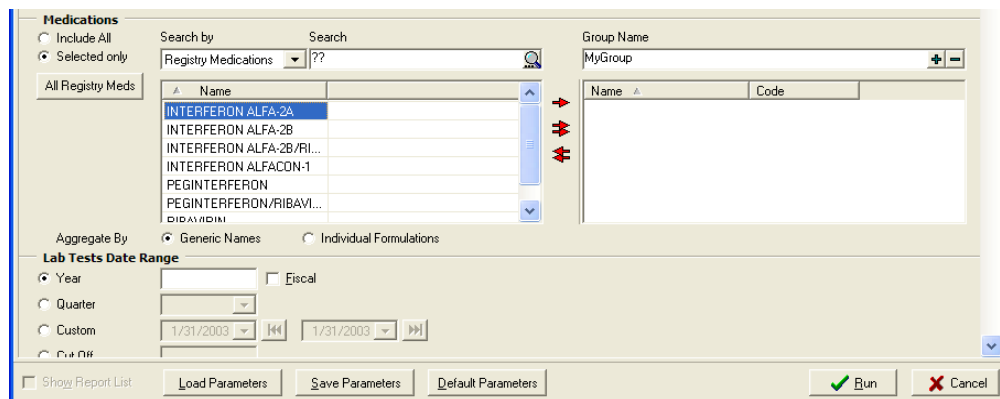 Medications
Include All
Search by Search Group Name
Selected only Registry Medications ?? MyGroup
All Registry Meds
Name Name Code
INTERFERON ALFA-2A
INTERFERON ALFA-2B
INTERFERON ALFA-2B/RI...
INTERFERON ALFACON-1
PEGINTERFERON
PEGINTERFERON/RIBAVI...
RIBAVIRIN
Aggregate By Generic Names Individual Formulations
Lab Tests Date Range
Year Fiscal
Quarter
Custom 1/31/2003 1/31/2003
Cut Off
Show Report List Load Parameters Save Parameters Default Parameters Run Cancel